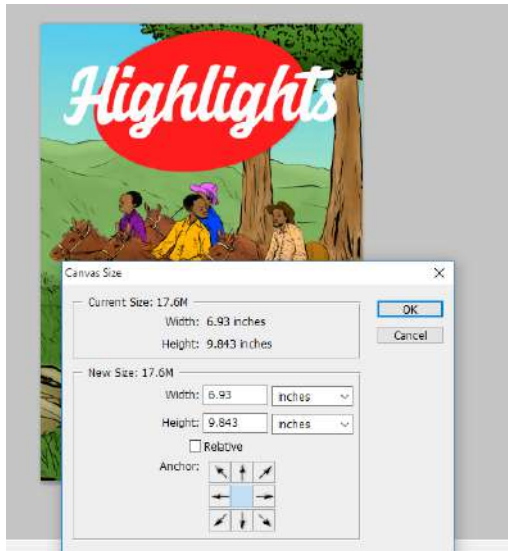 Highlights
Canvas Size
Current Size: 17.6M
Width: 6.93 inches
Height: 9.843 inches
OK
Cancel
New Size: 17.6M
Width: 6.93 inches
Height: 9.843 inches
Relative
Anchor: